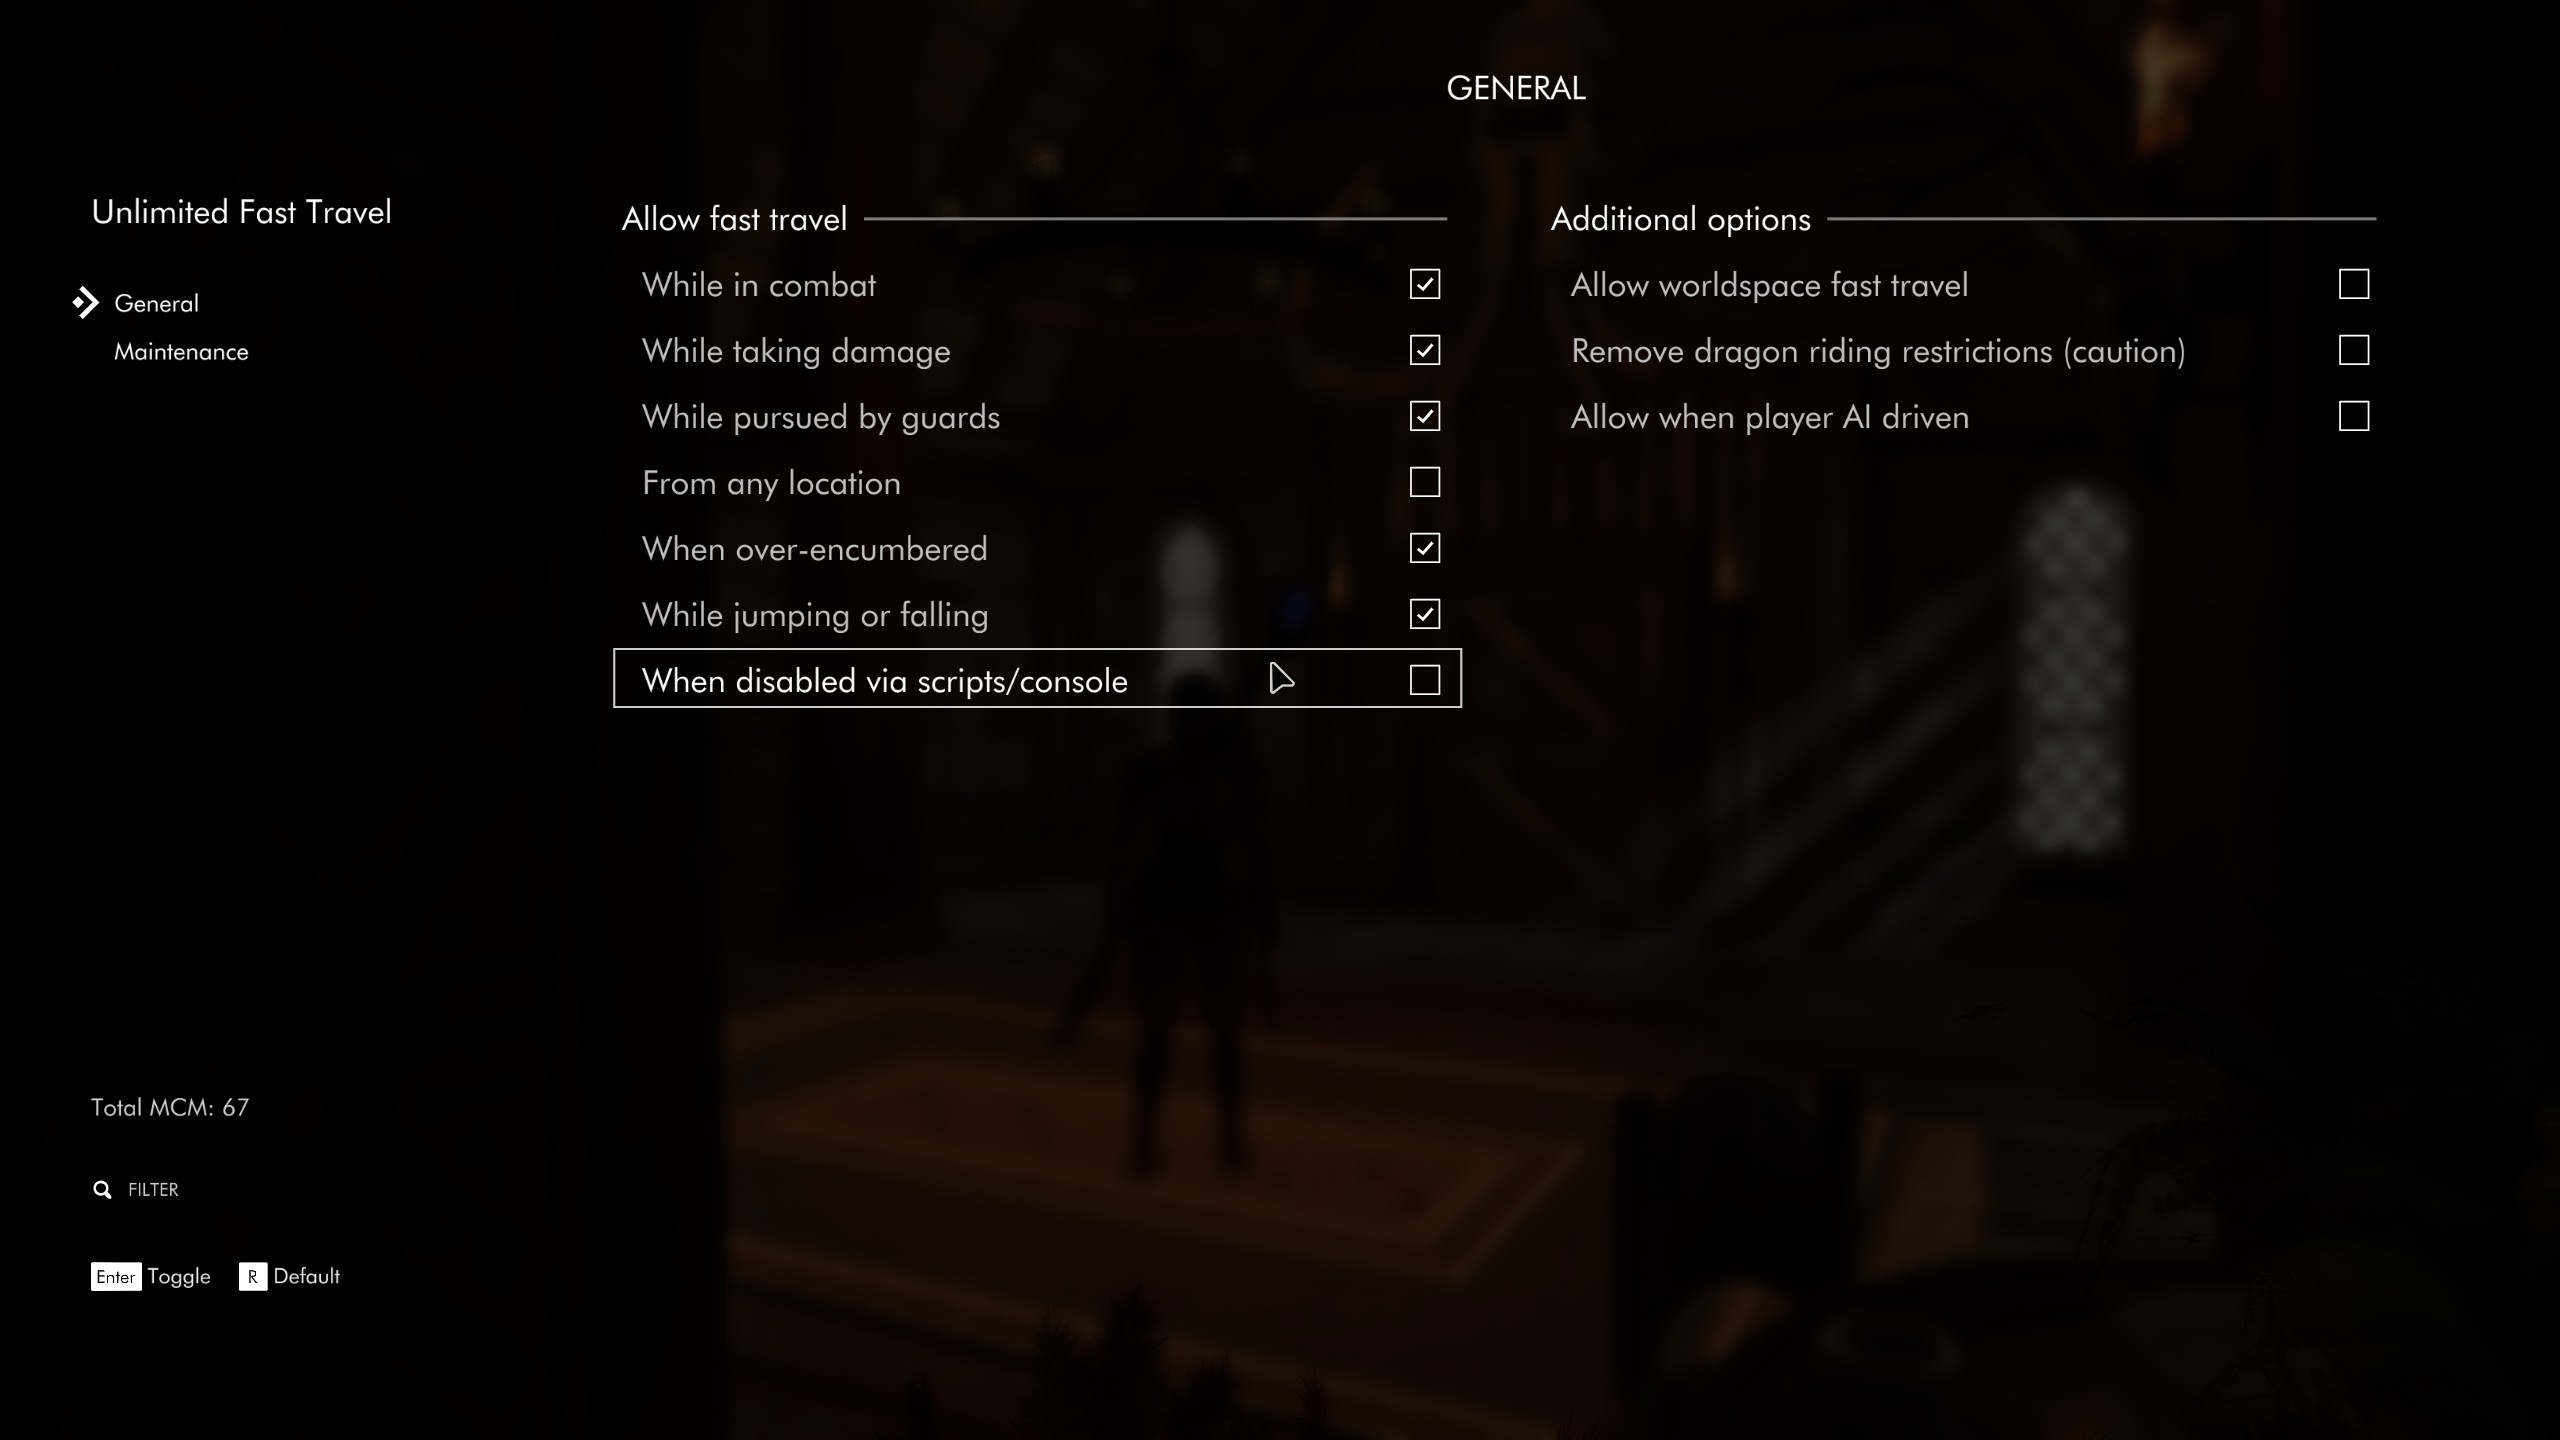 GENERAL
Unlimited Fast Travel
General
Maintenance
Allow fast travel
While in combat
While taking damage
While pursued by guards
From any location
When over-encumbered
While jumping or falling
When disabled via scripts/console
Additional options
Allow worldspace fast travel
Remove dragon riding restrictions (caution)
Allow when player AI driven
Total MCM: 67
FILTER
Enter Toggle R Default